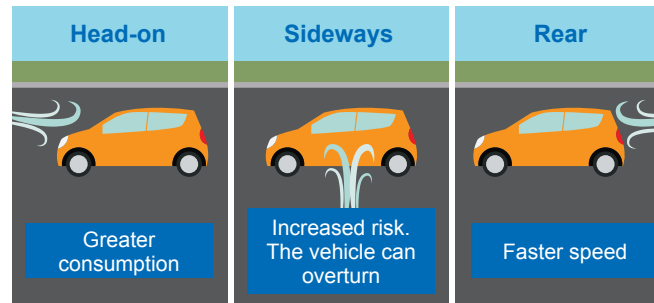 Head-on
Greater
consumption
Sideways
Increased risk.
The vehicle can
overturn
Rear
Faster speed